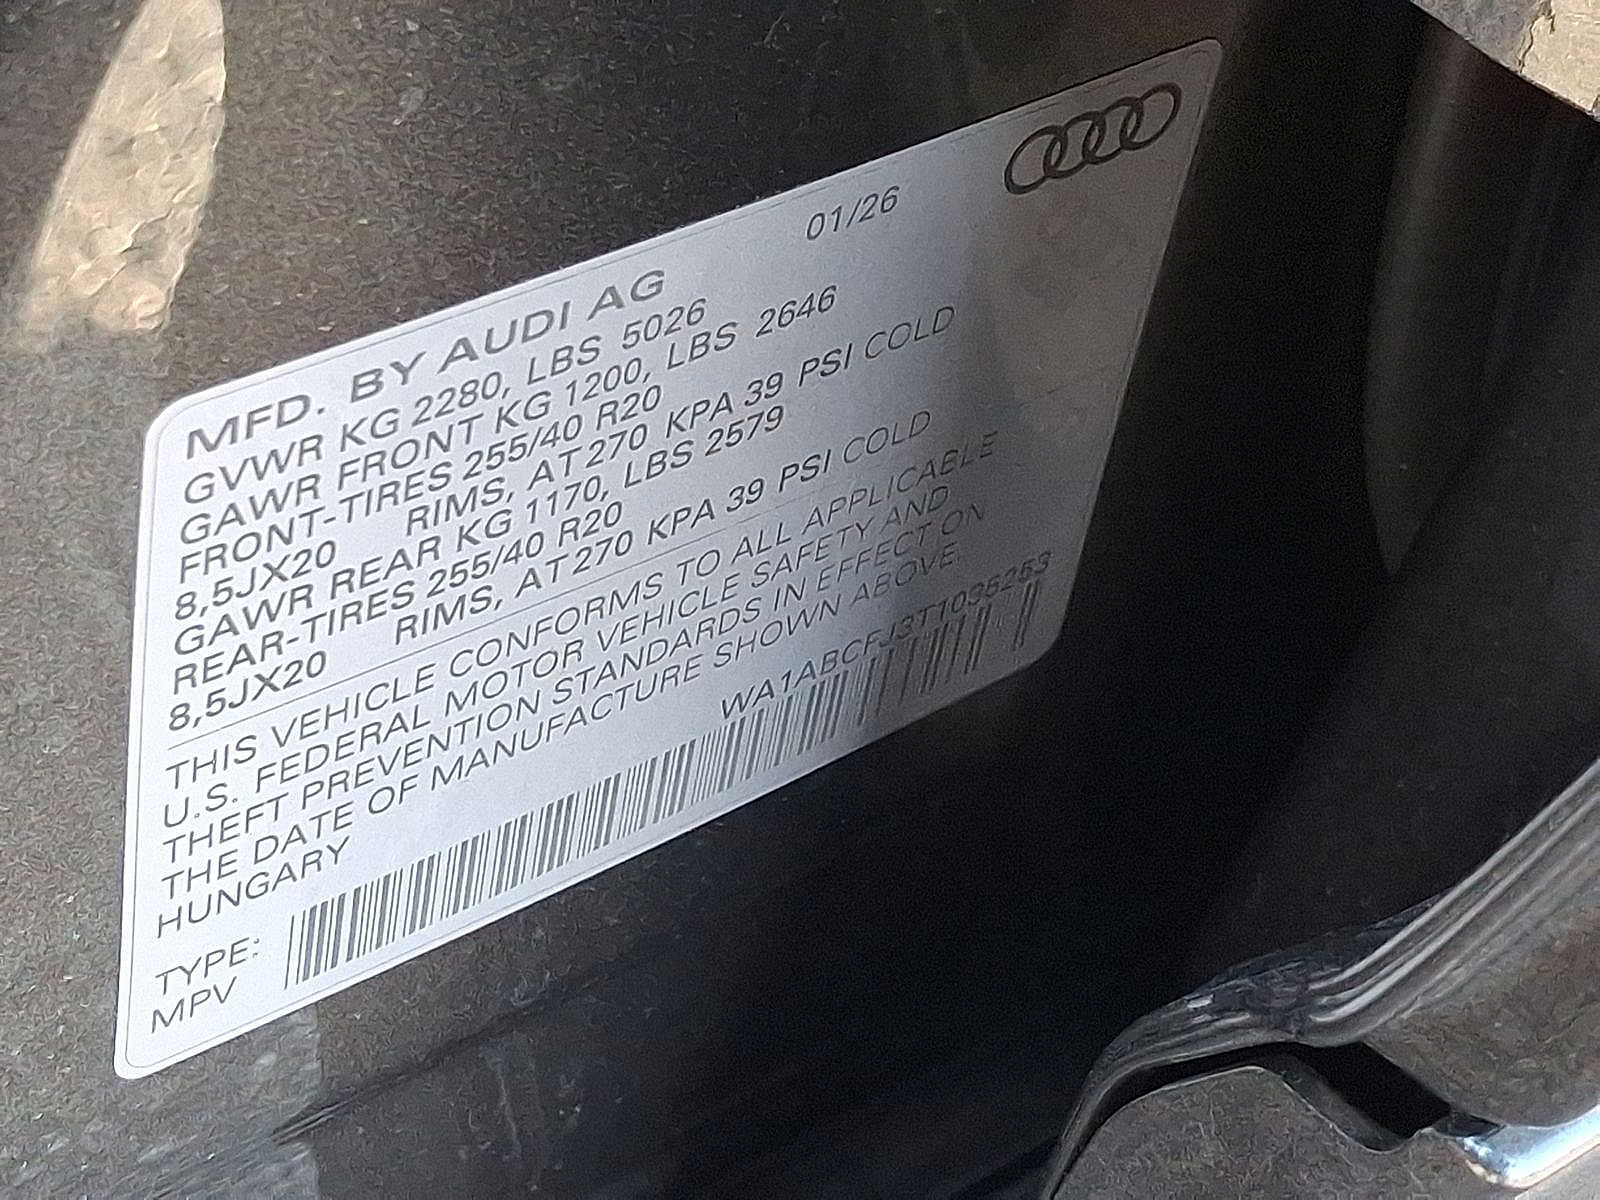 01/26
MFD. BY AUDI AG
GVWR KG 2280, LBS 5026
GAWR FRONT KG 1200, LBS 2646
FRONT-TIRES 255/40 R20
8,5JX20 RIMS, AT 270 KPA 39 PSI COLD
GAWR REAR KG 1170, LBS 2579
REAR-TIRES 255/40 R20
8,5JX20 RIMS, AT 270 KPA 39 PSI COLD
THIS VEHICLE CONFORMS TO ALL APPLICABLE
U.S. FEDERAL MOTOR VEHICLE SAFETY AND
THEFT PREVENTION STANDARDS IN EFFECT ON
THE DATE OF MANUFACTURE SHOWN ABOVE.
HUNGARY
WA1ABCFJ3T1035253
TYPE:
MPV